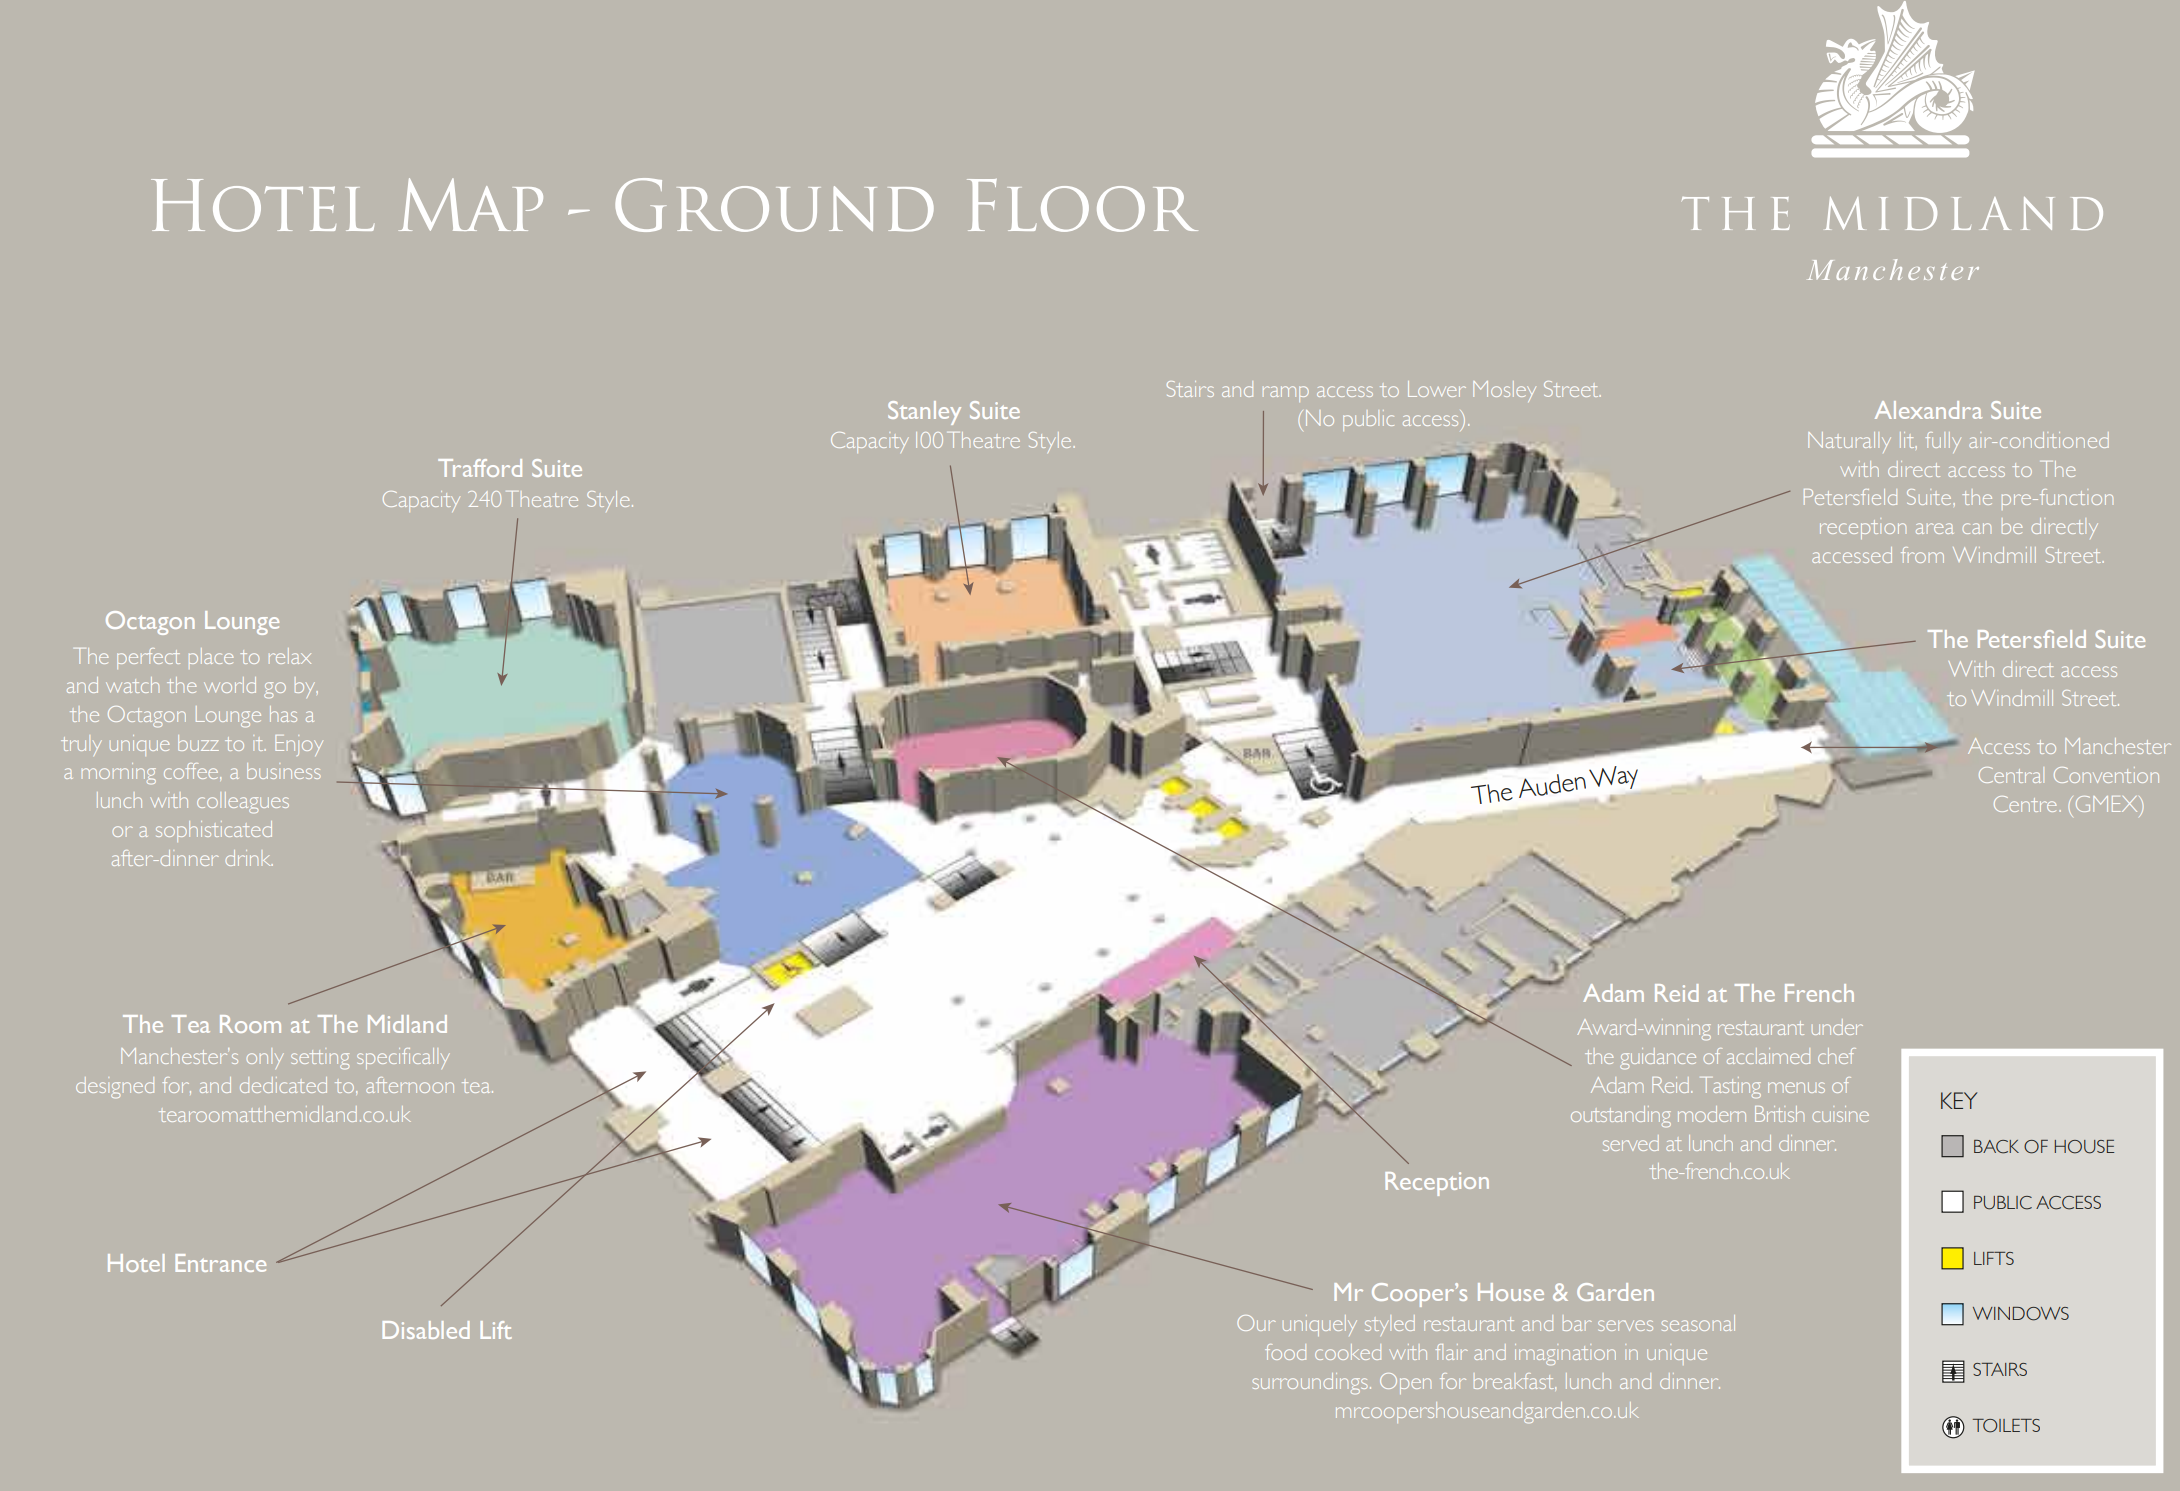 HOTEL MAP - GROUND FLOOR
THE MIDLAND
Manchester
Stairs and ramp access to Lower Mosley Street.
(No public access).
Stanley Suite
Capacity 100 Theatre Style.
Alexandra Suite
Naturally lit, fully air-conditioned
with direct access to The
Petersfield Suite, the pre-function
reception area can be directly
accessed from Windmill Street.
Trafford Suite
Capacity 240 Theatre Style.
Octagon Lounge
The perfect place to relax
and watch the world go by,
the Octagon Lounge has a
truly unique buzz to it. Enjoy
a morning coffee, a business
lunch with colleagues
or a sophisticated
after-dinner drink.
The Petersfield Suite
With direct access
to Windmill Street.
Access to Manchester
Central Convention
Centre. (GMEX)
BAR
The Auden Way
BAR
The Tea Room at The Midland
Manchester's only setting specifically
designed for, and dedicated to, afternoon tea.
tearoomatthemidland.co.uk
Adam Reid at The French
Award-winning restaurant under
the guidance of acclaimed chef
Adam Reid. Tasting menus of
outstanding modern British cuisine
served at lunch and dinner.
the-french.co.uk
Reception
Hotel Entrance
Disabled Lift
Mr Cooper's House & Garden
Our uniquely styled restaurant and bar serves seasonal
food cooked with flair and imagination in unique
surroundings. Open for breakfast, lunch and dinner.
mrcoopershouseandgarden.co.uk
KEY
BACK OF HOUSE
PUBLIC ACCESS
LIFTS
WINDOWS
STAIRS
TOILETS